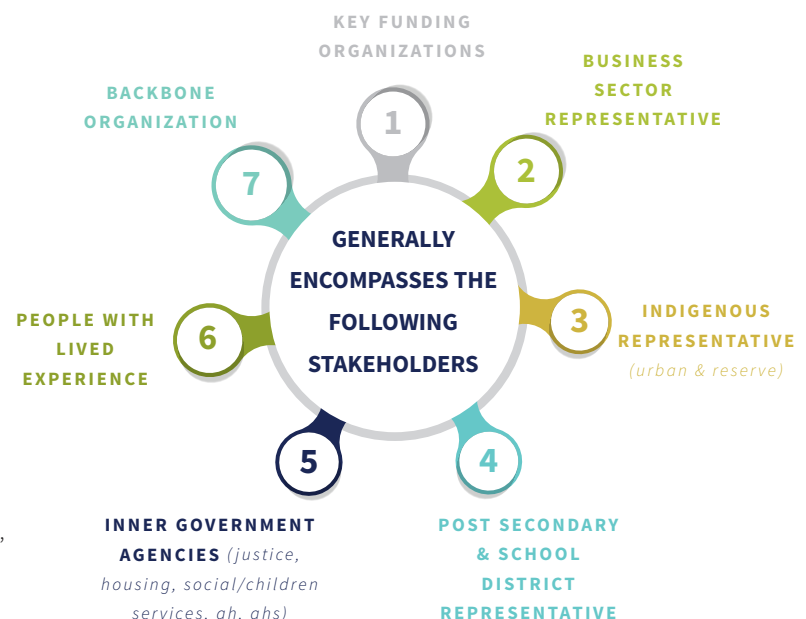 KEY FUNDING
ORGANIZATIONS
1
BUSINESS
SECTOR
REPRESENTATIVE
2
BACKBONE
ORGANIZATION
7
GENERALLY
ENCOMPASSES THE
FOLLOWING
STAKEHOLDERS
3
INDIGENOUS
REPRESENTATIVE
(urban & reserve)
PEOPLE WITH
LIVED
EXPERIENCE
6
5
INNER GOVERNMENT
AGENCIES (justice,
housing, social/children
services, ah, ahs)
4
POST SECONDARY
& SCHOOL
DISTRICT
REPRESENTATIVE
,